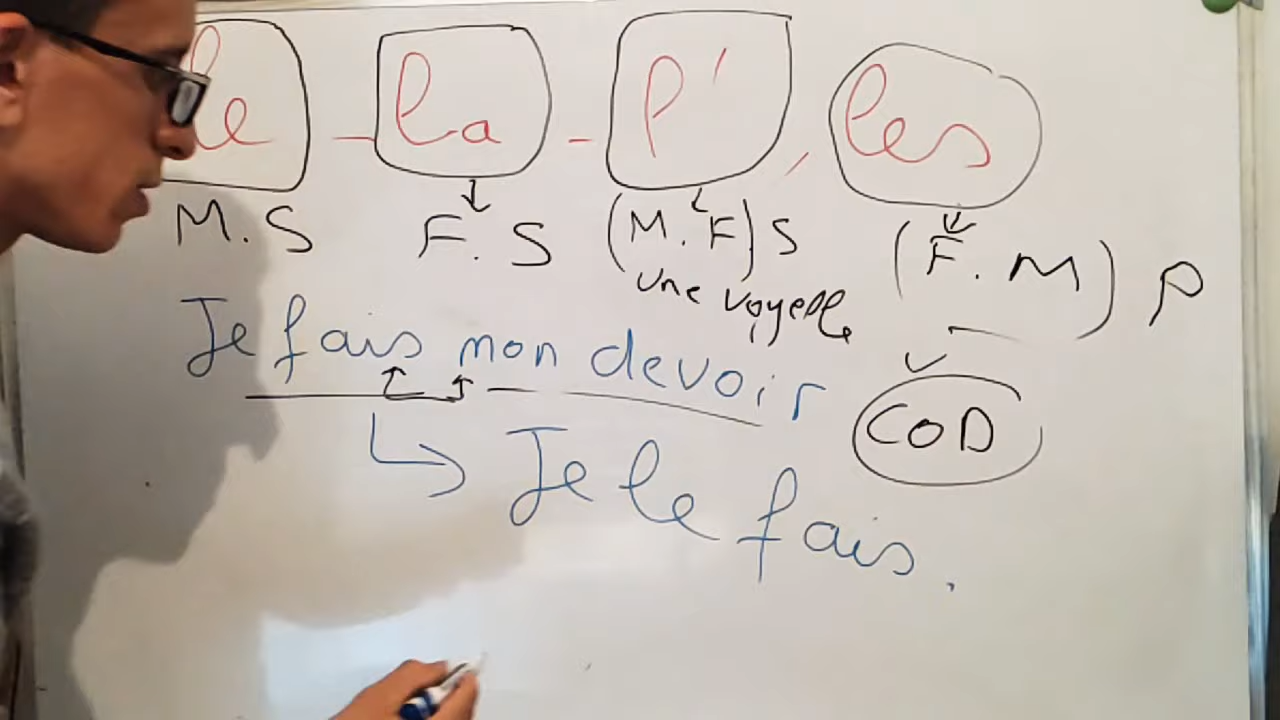 le - la - l' , les
M.S F.S (M.F) S (F.M) P
une voyelle
Je fais mon devoir COD
Je le fais.